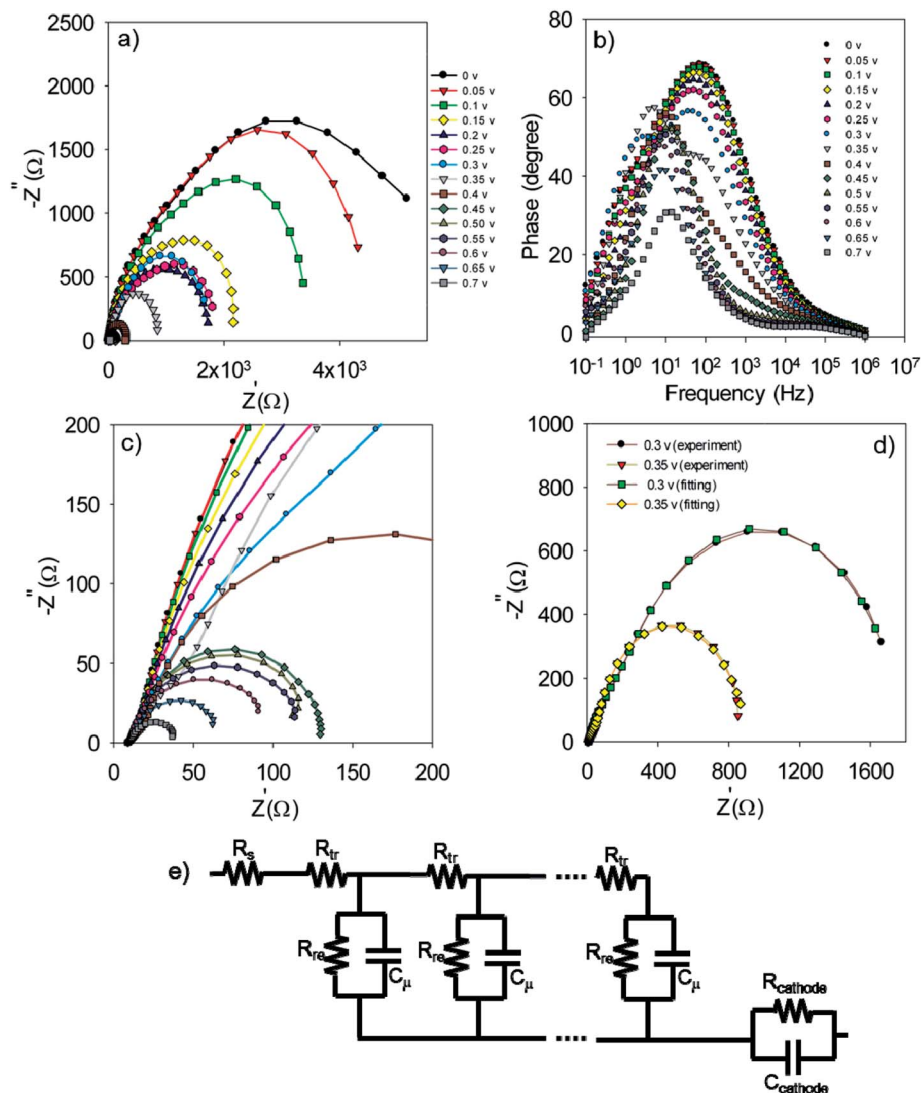 a)
-Z"(Ω)
2500
2000
1500
1000
500
0
0
2x10³
4x10³
Z'(Ω)
0 v
0.05 v
0.1 v
0.15 v
0.2 v
0.25 v
0.3 v
0.35 v
0.4 v
0.45 v
0.50 v
0.55 v
0.6 v
0.65 v
0.7 v
b)
Phase (degree)
80
60
40
20
0
10⁻¹ 10⁰ 10¹ 10² 10³ 10⁴ 10⁵ 10⁶ 10⁷
Frequency (Hz)
0 v
0.05 v
0.1 v
0.15 v
0.2 v
0.25 v
0.3 v
0.35 v
0.4 v
0.45 v
0.5 v
0.55 v
0.6 v
0.65 v
0.7 v
c)
-Z"(Ω)
200
150
100
50
0
0 50 100 150 200
Z'(Ω)
d)
-Z"(Ω)
1000
800
600
400
200
0
0 400 800 1200 1600
Z'(Ω)
0.3 v (experiment)
0.35 v (experiment)
0.3 v (fitting)
0.35 v (fitting)
e)
Rs Rtr Rtr Rtr
Rre Cμ Rre Cμ Rre Cμ
Rcathode
Ccathode